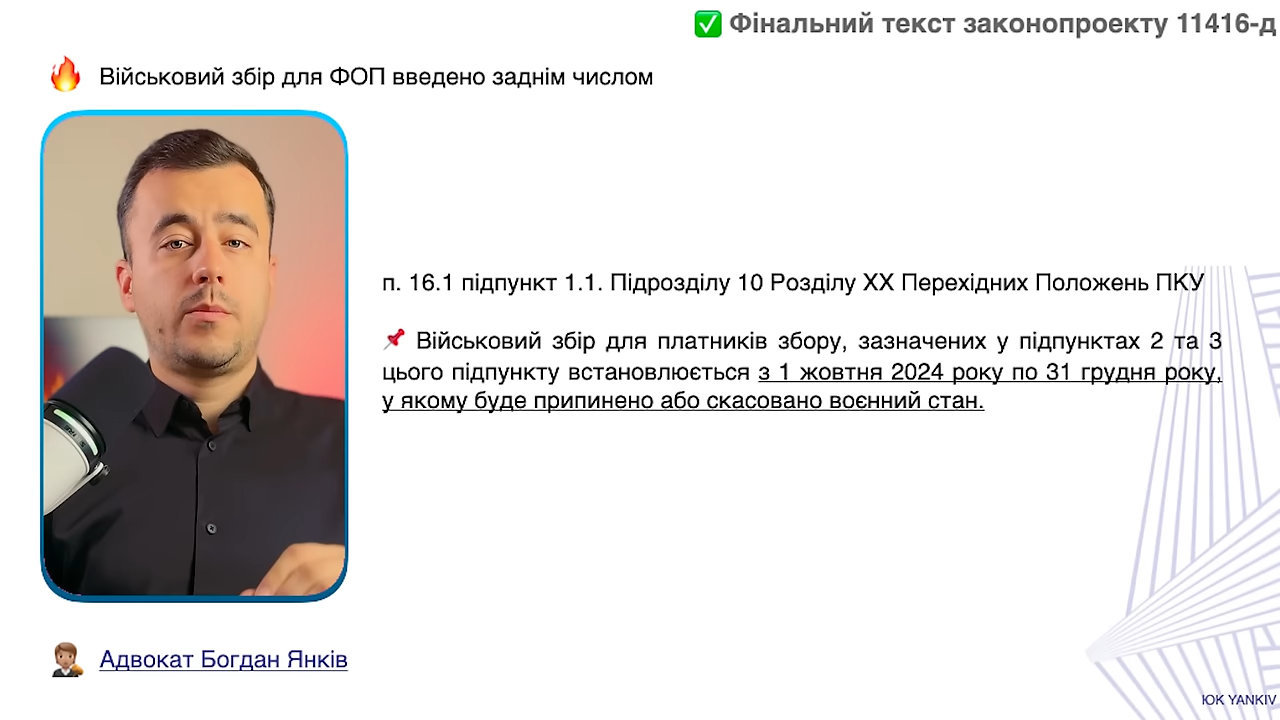 ✅ Фінальний текст законопроекту 11416-д
🔥 Військовий збір для ФОП введено заднім числом
п. 16.1 підпункт 1.1. Підрозділу 10 Розділу ХХ Перехідних Положень ПКУ
📌 Військовий збір для платників збору, зазначених у підпунктах 2 та 3
цього підпункту встановлюється з 1 жовтня 2024 року по 31 грудня року,
у якому буде припинено або скасовано воєнний стан.
Адвокат Богдан Янків
ЮК YANKIV